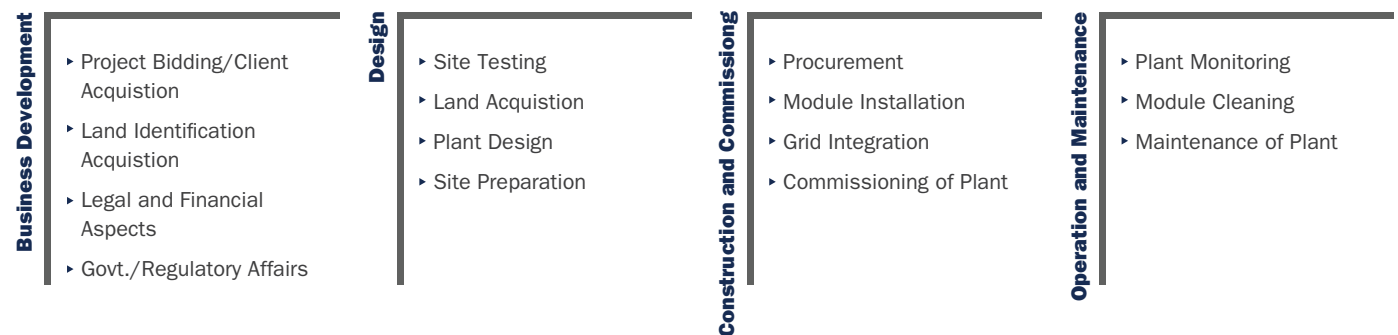 Business Development
Project Bidding/Client
Acquistion
Land Identification
Acquistion
Legal and Financial
Aspects
Govt./Regulatory Affairs
Design
Site Testing
Land Acquistion
Plant Design
Site Preparation
Construction and Commissiong
Procurement
Module Installation
Grid Integration
Commissioning of Plant
Operation and Maintenance
Plant Monitoring
Module Cleaning
Maintenance of Plant